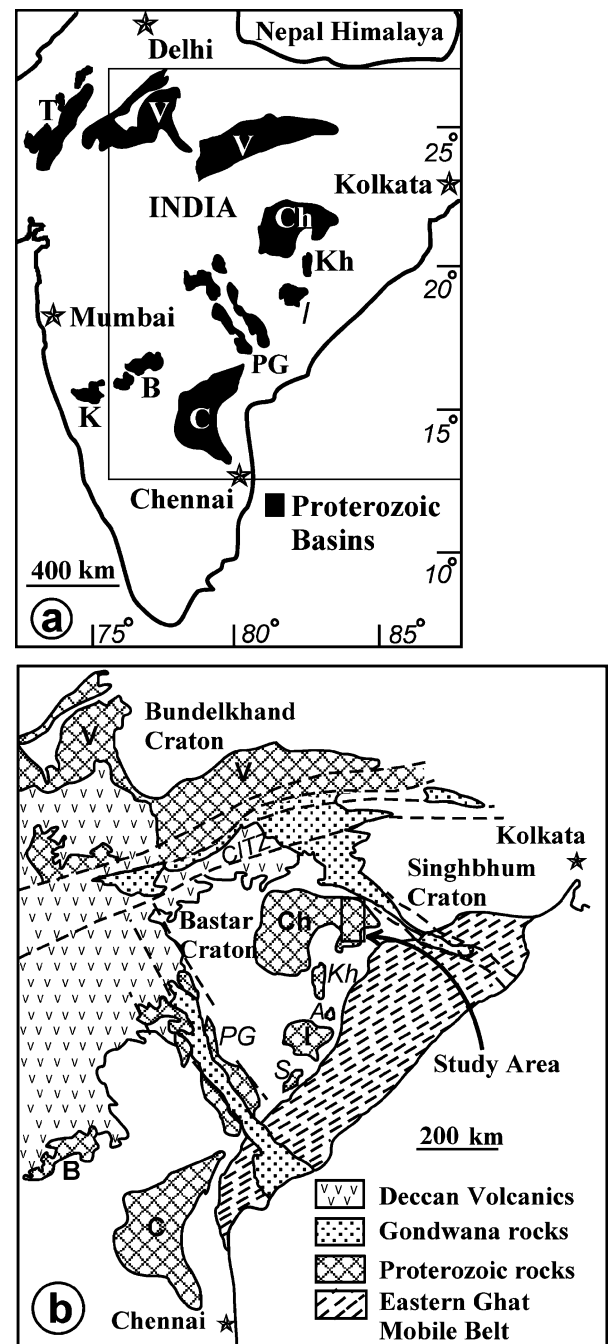 Delhi
Nepal Himalaya
T
V
V
25°
Kolkata
INDIA
Ch
Kh
20°
I
Mumbai
PG
B
K
C
15°
Chennai
Proterozoic
Basins
10°
400 km
a
75°
80°
85°
Bundelkhand
Craton
V
V
Kolkata
CITZ
Singhbhum
Craton
Bastar
Craton
Ch
Kh
A
PG
I
S
Study Area
200 km
B
Deccan Volcanics
Gondwana rocks
C
Proterozoic rocks
Eastern Ghat
Mobile Belt
b
Chennai